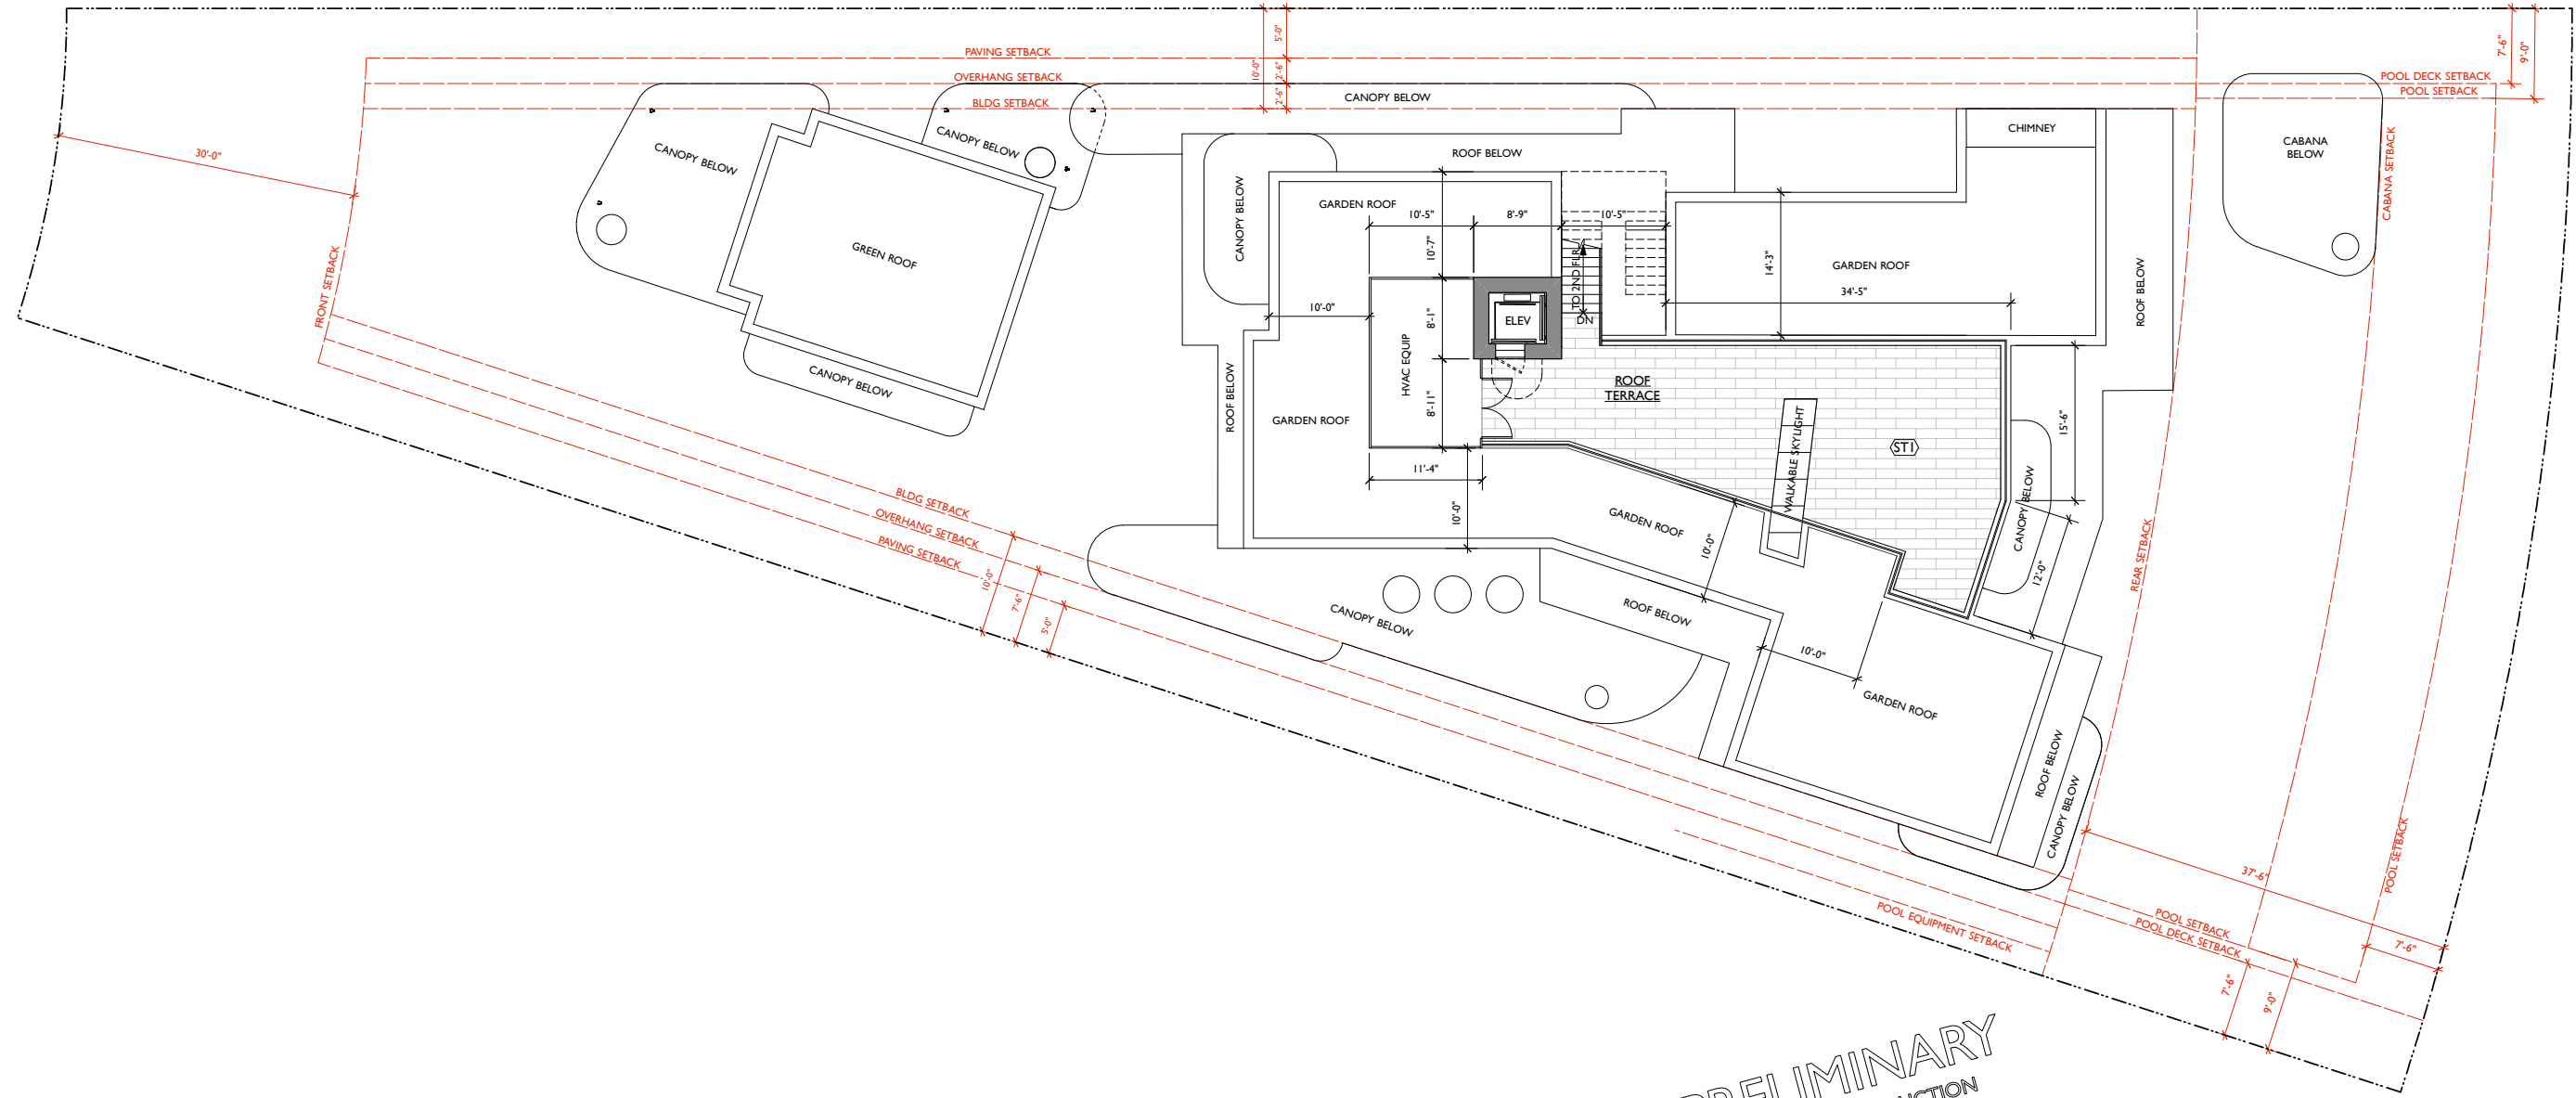 5'-0"
7'-6"
9'-0"
PAVING SETBACK
10'-0"
2'-6"
OVERHANG SETBACK
POOL DECK SETBACK
BLDG SETBACK
2'-6"
CANOPY BELOW
POOL SETBACK
CHIMNEY
CANOPY BELOW
CABANA
BELOW
30'-0"
CANOPY BELOW
ROOF BELOW
CABANA SETBACK
CANOPY BELOW
GARDEN ROOF
10'-5"
8'-9"
10'-5"
GREEN ROOF
10'-7"
TO 2ND FLR
14'-3"
GARDEN ROOF
34'-5"
ROOF BELOW
FRONT SETBACK
10'-0"
8'-1"
ELEV
DN
HVAC EQUIP
CANOPY BELOW
ROOF BELOW
ROOF
TERRACE
8'-11"
GARDEN ROOF
WALKABLE SKYLIGHT
15'-6"
ST1
11'-4"
BLDG SETBACK
CANOPY BELOW
10'-0"
OVERHANG SETBACK
GARDEN ROOF
PAVING SETBACK
10'-0"
REAR SETBACK
10'-0"
7'-6"
12'-0"
5'-0"
CANOPY BELOW
ROOF BELOW
10'-0"
GARDEN ROOF
ROOF BELOW
CANOPY BELOW
POOL SETBACK
37'-6"
POOL EQUIPMENT SETBACK
POOL SETBACK
POOL DECK SETBACK
7'-6"
7'-6"
9'-0"
PRELIMINARY